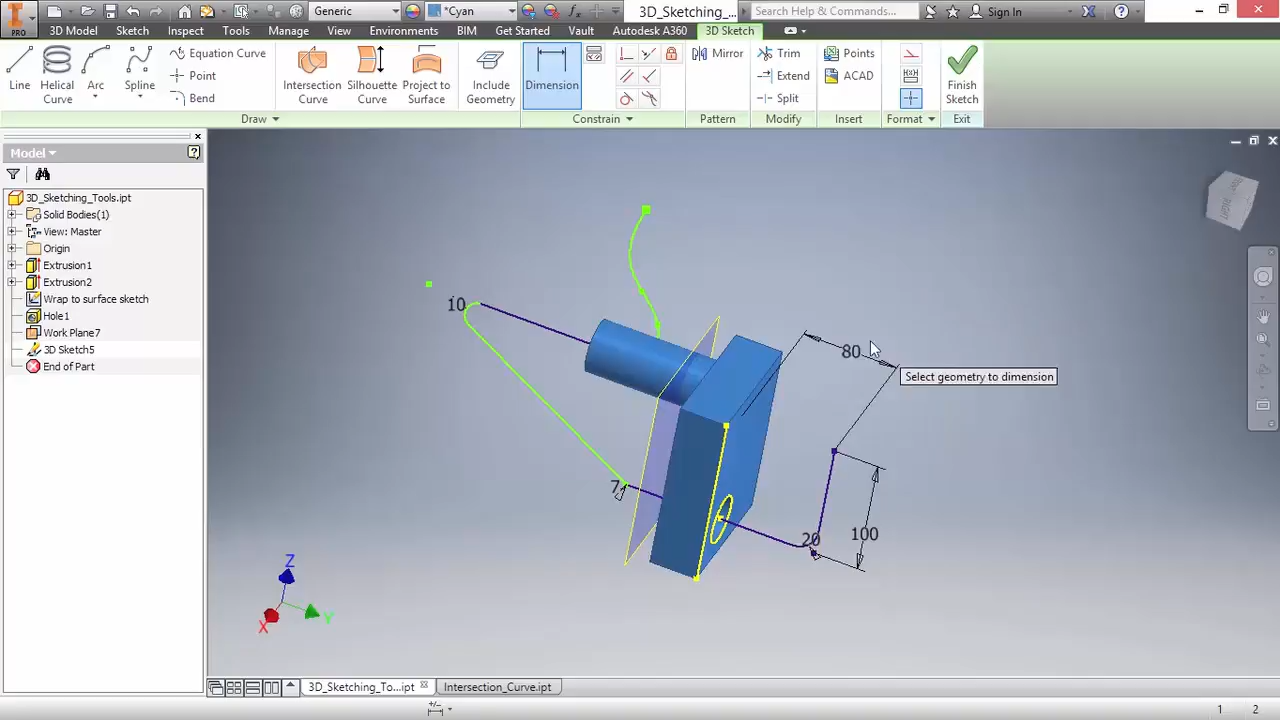 Generic
*Cyan
3D_Sketching_...
Search Help & Commands...
Sign In
PRO
3D Model
Sketch
Inspect
Tools
Manage
View
Environments
BIM
Get Started
Vault
Autodesk A360
3D Sketch
Line
Helical Curve
Arc
Spline
Equation Curve
Point
Bend
Intersection Curve
Silhouette Curve
Project to Surface
Include Geometry
Dimension
Mirror
Trim
Extend
Split
Points
ACAD
Finish Sketch
Draw
Constrain
Pattern
Modify
Insert
Format
Exit
Model
3D_Sketching_Tools.ipt
Solid Bodies(1)
View: Master
Origin
Extrusion1
Extrusion2
Wrap to surface sketch
Hole1
Work Plane7
3D Sketch5
End of Part
10
80
Select geometry to dimension
7
20
100
RIGHT
Z
Y
X
3D_Sketching_To...ipt
Intersection_Curve.ipt
1
2